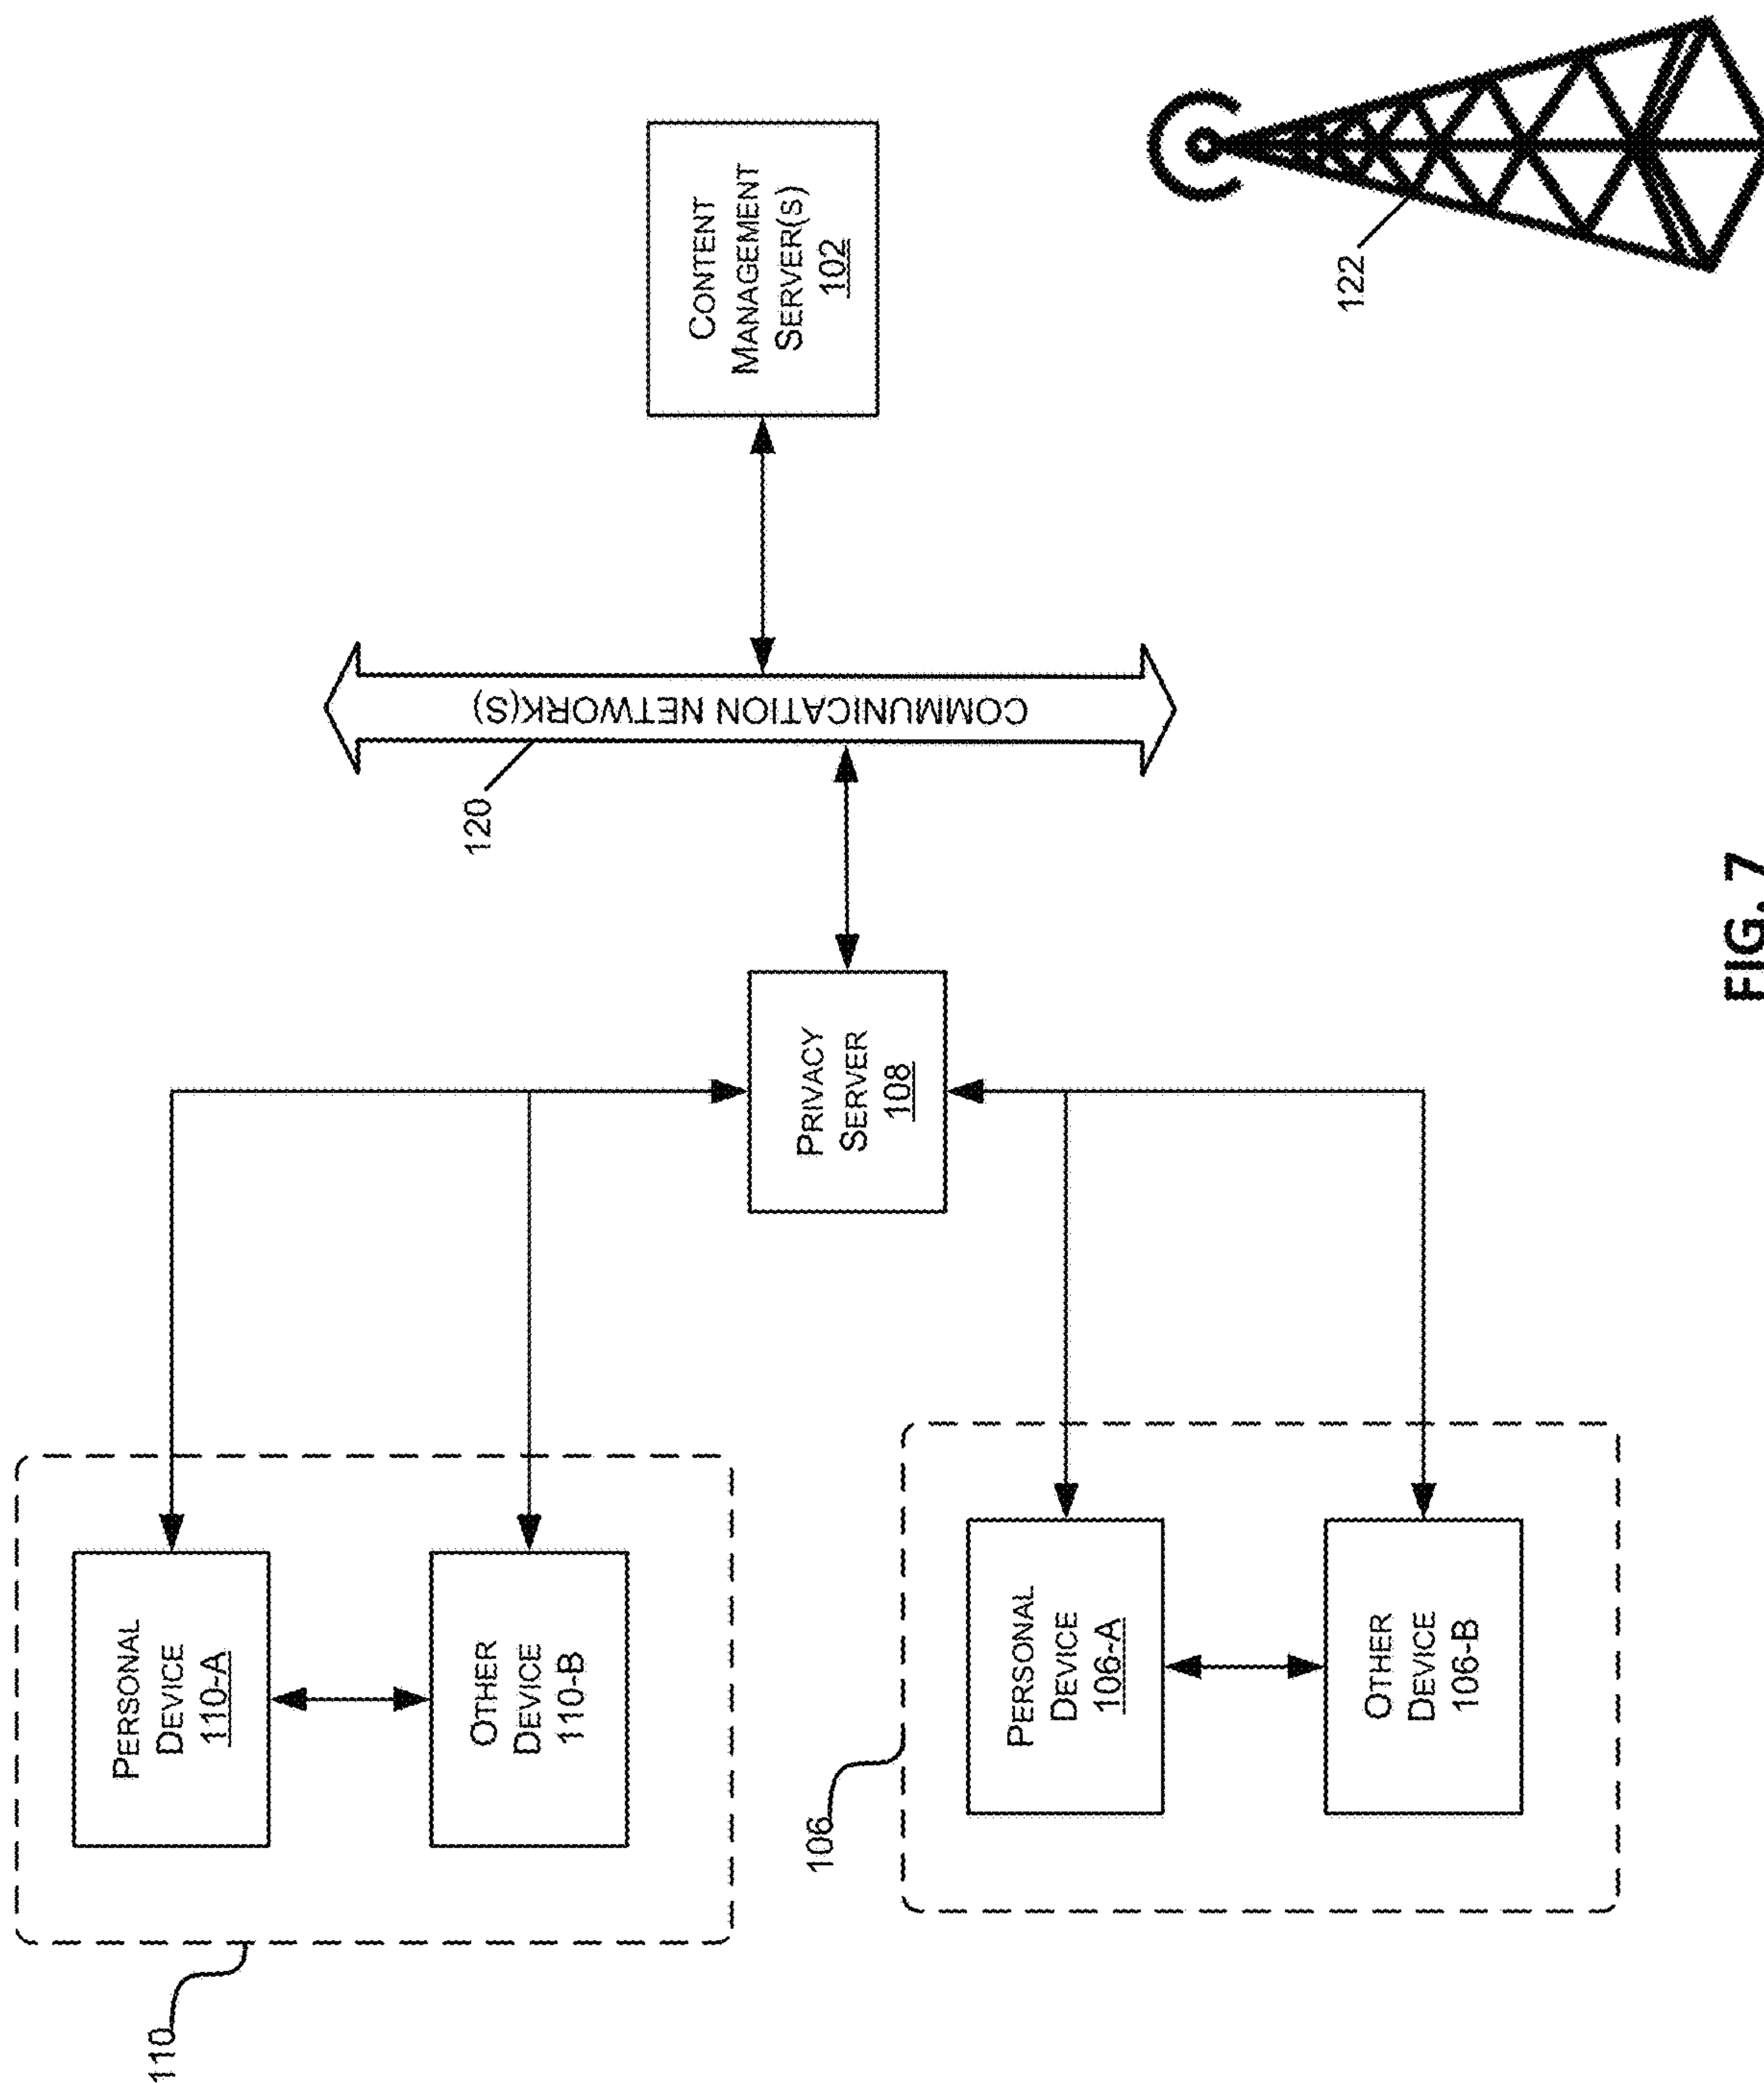 110
PERSONAL
DEVICE
110-A
OTHER
DEVICE
110-B
106
PERSONAL
DEVICE
106-A
OTHER
DEVICE
106-B
PRIVACY
SERVER
108
120
COMMUNICATION NETWORK(S)
CONTENT
MANAGEMENT
SERVER(S)
102
122
FIG. 7